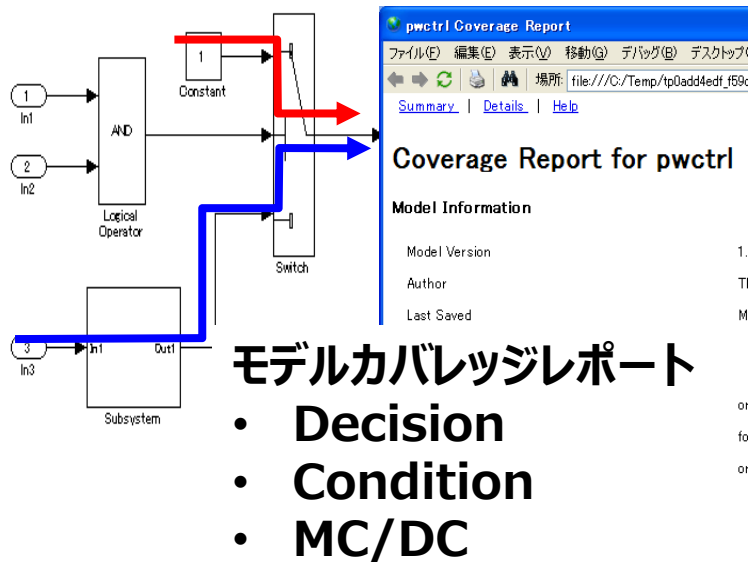 1
In1
2
In2
AND
Logical
Operator
1
Constant
Switch
3
In3
In1
Out1
Subsystem
pwctrl Coverage Report
ファイル(F) 編集(E) 表示(V) 移動(G) デバッグ(B) デスクトップ(
場所: file:///C:/Temp/tp0add4edf_f59c
Summary | Details | Help
Coverage Report for pwctrl
Model Information
Model Version 1.
Author
Last Saved M
モデルカバレッジレポート
• Decision
• Condition
• MC/DC